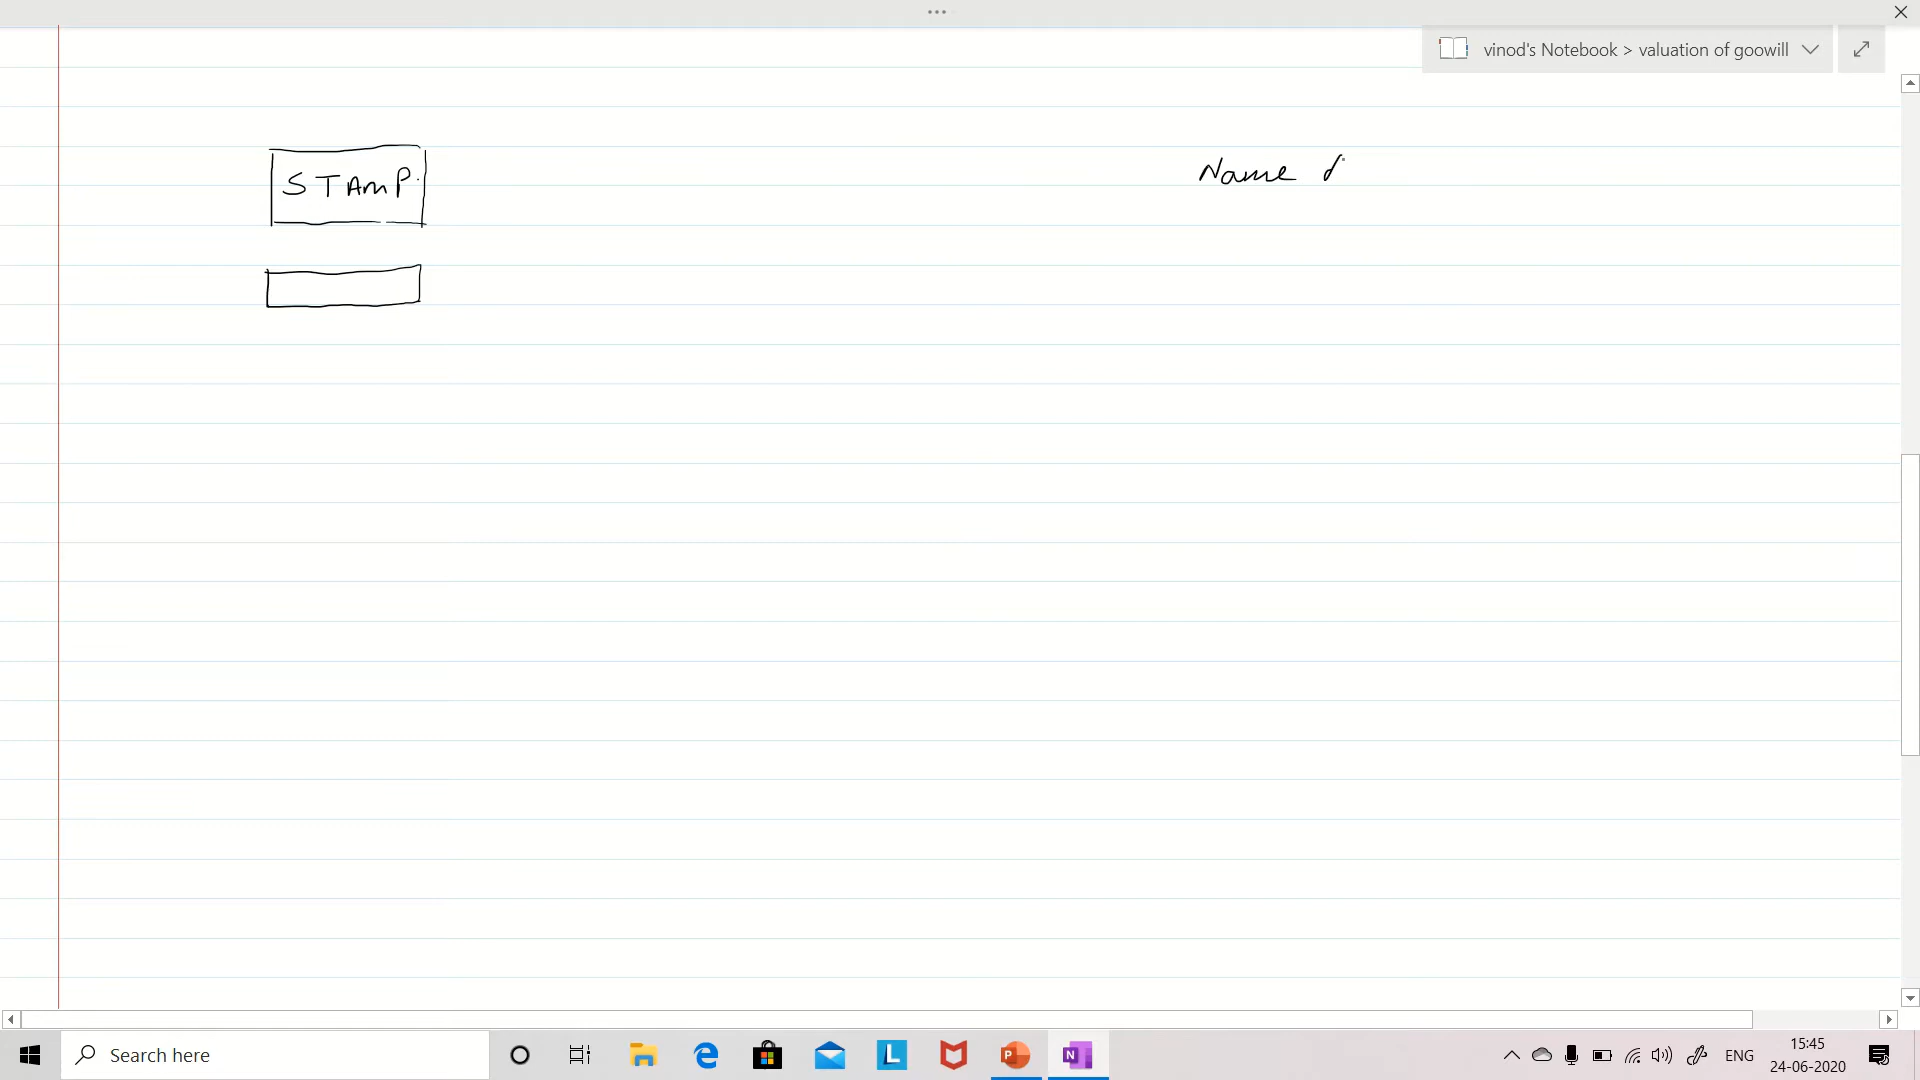 vinod's Notebook > valuation of goowill
STAMP.
Name
Search here
ENG
15:45
24-06-2020